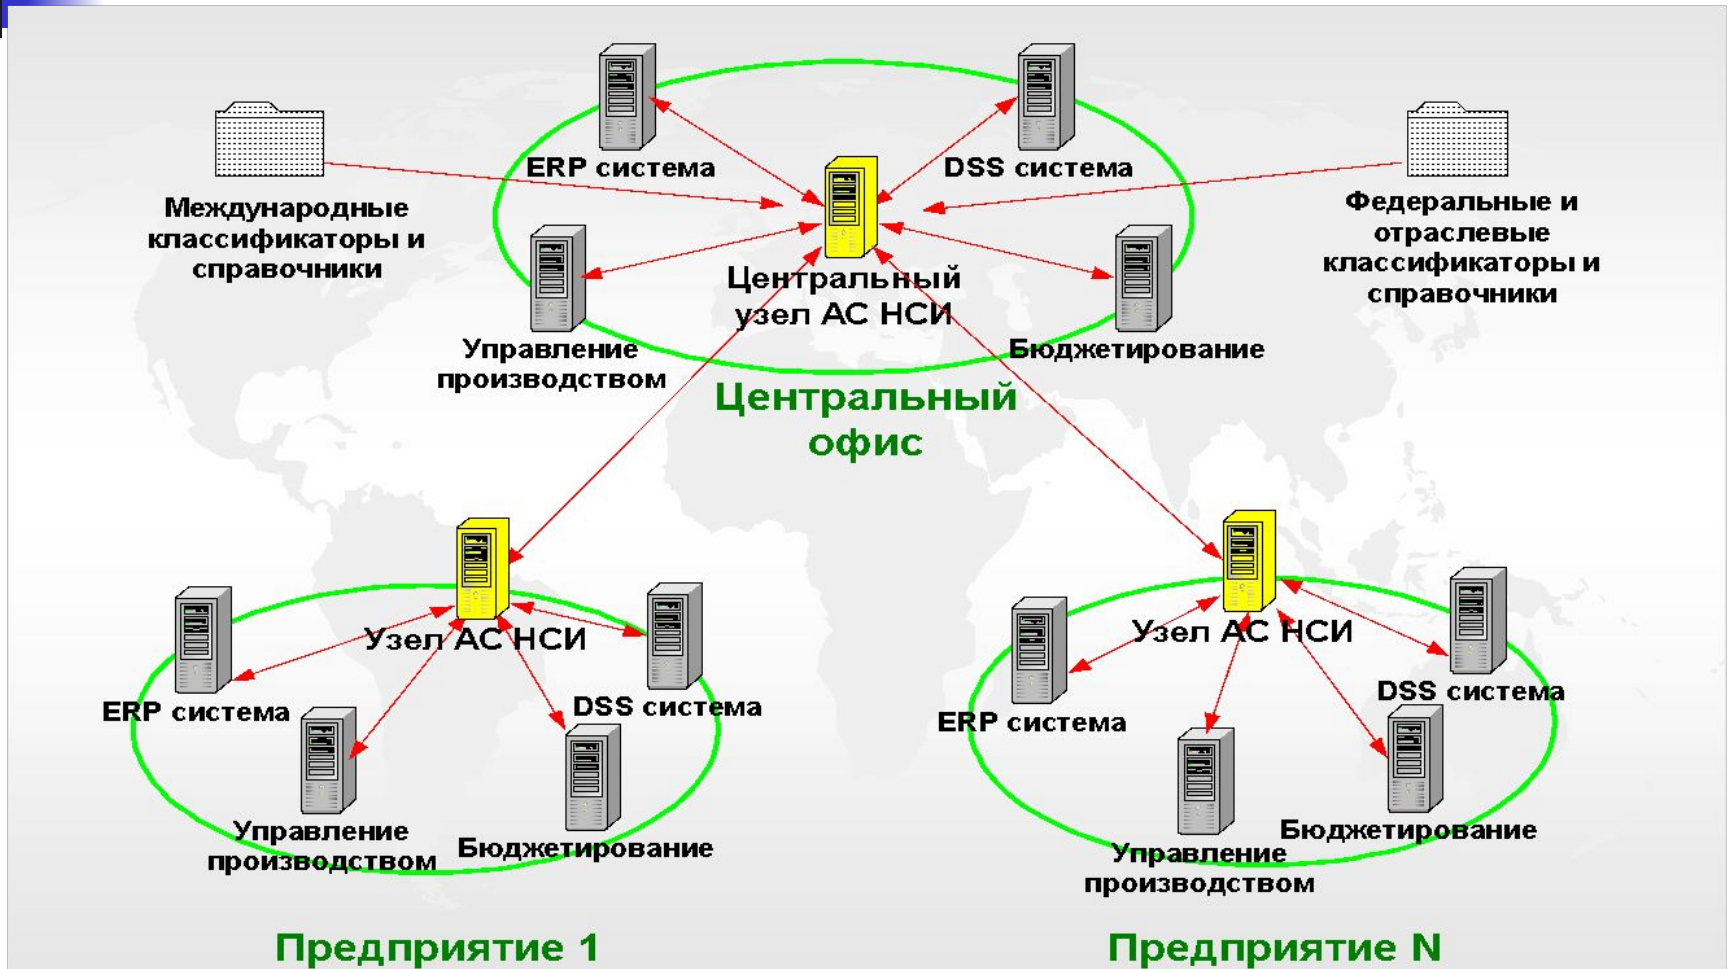 ERP система
DSS система
Международные
классификаторы и
справочники
Федеральные и
отраслевые
классификаторы и
справочники
Центральный
узел АС НСИ
Управление
производством
Бюджетирование
Центральный
офис
Узел АС НСИ
ERP система
DSS система
Управление
производством
Бюджетирование
Предприятие 1
Узел АС НСИ
ERP система
DSS система
Управление
производством
Бюджетирование
Предприятие N